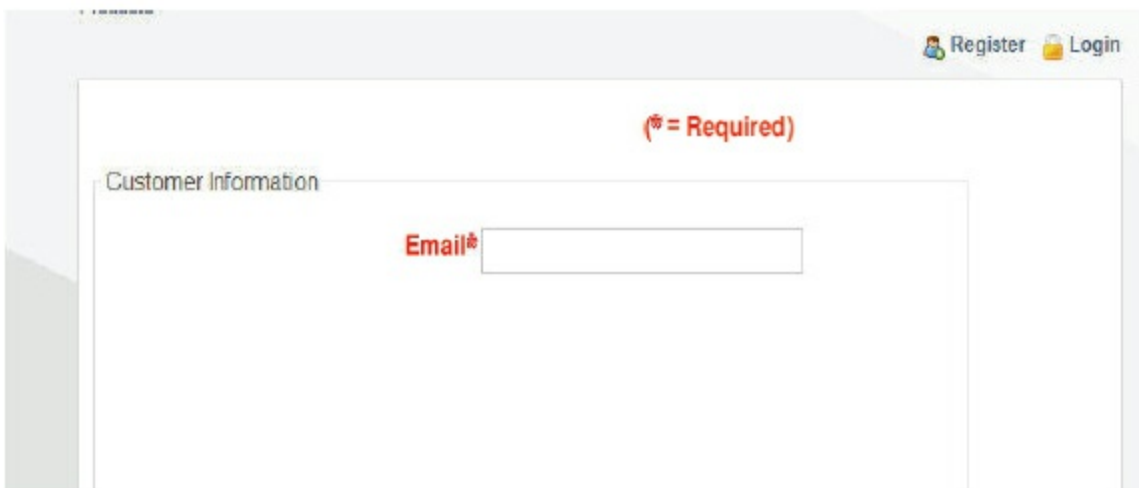 Register Login
(* = Required)
Customer Information
Email*